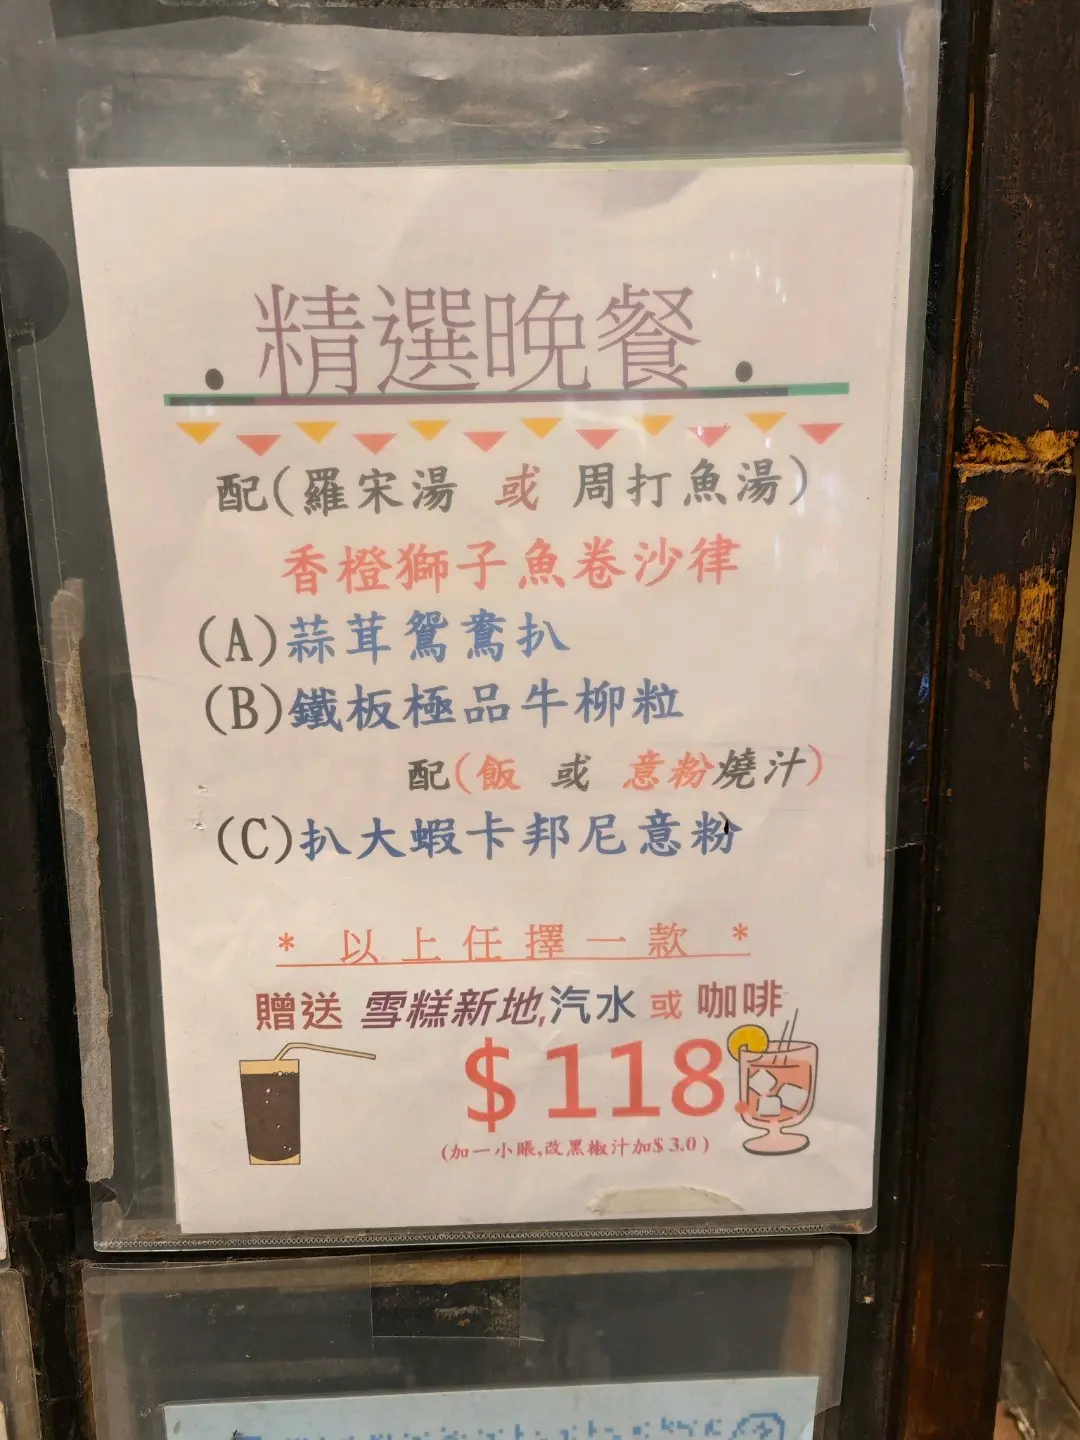 精選晚餐
配(羅宋湯 或 周打魚湯)
香橙獅子魚卷沙律
(A)蒜茸鴛鴦扒
(B)鐵板極品牛柳粒
配(飯 或 意粉燒汁)
(C)扒大蝦卡邦尼意粉
* 以上任擇一款 *
贈送 雪糕新地,汽水 或 咖啡
$118.
(加一小賬,改黑椒汁加$3.0)